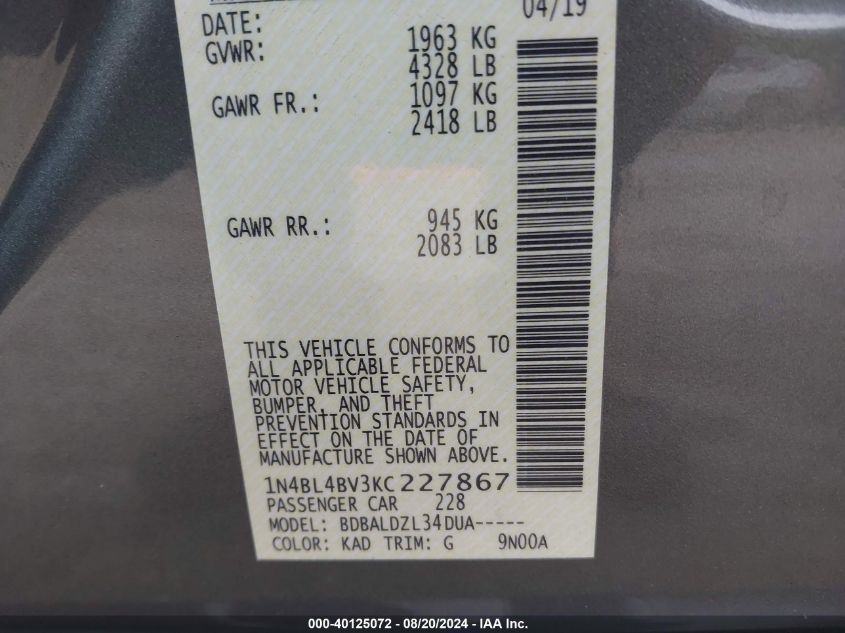 04/19
DATE:
GVWR: 1963 KG
4328 LB
GAWR FR.: 1097 KG
2418 LB
GAWR RR.: 945 KG
2083 LB
THIS VEHICLE CONFORMS TO
ALL APPLICABLE FEDERAL
MOTOR VEHICLE SAFETY,
BUMPER, AND THEFT
PREVENTION STANDARDS IN
EFFECT ON THE DATE OF
MANUFACTURE SHOWN ABOVE.
1N4BL4BV3KC227867
PASSENGER CAR 228
MODEL: BDBALDZL34DUA-----
COLOR: KAD TRIM: G 9N00A
000-40125072 - 08/20/2024 - IAA Inc.